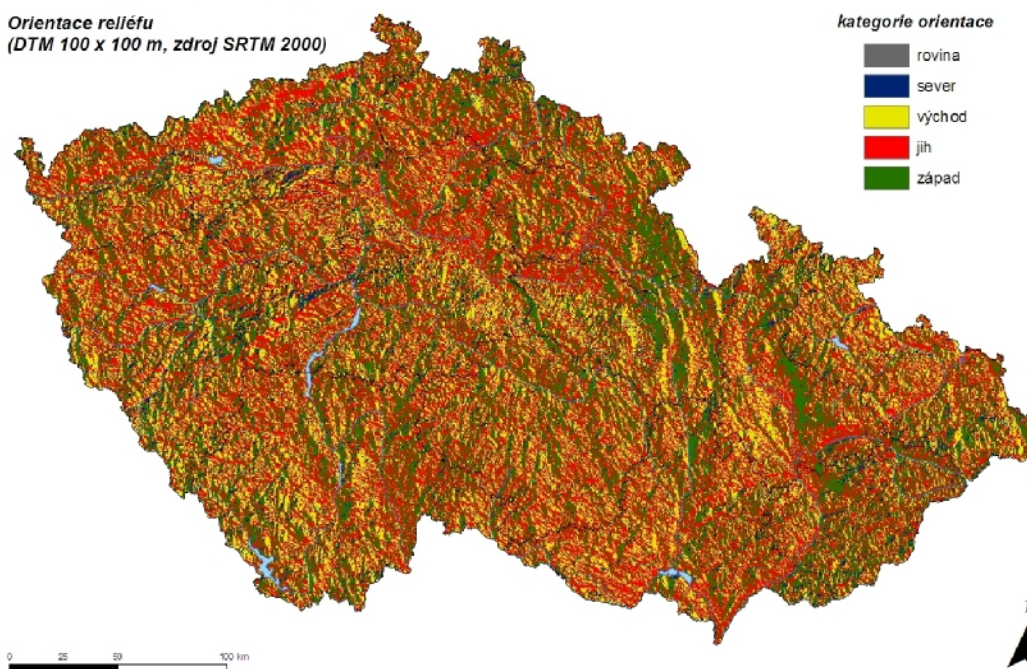 Orientace reliéfu
(DTM 100 x 100 m, zdroj SRTM 2000)
kategorie orientace
rovina
sever
východ
jih
západ
0 25 50 100 km